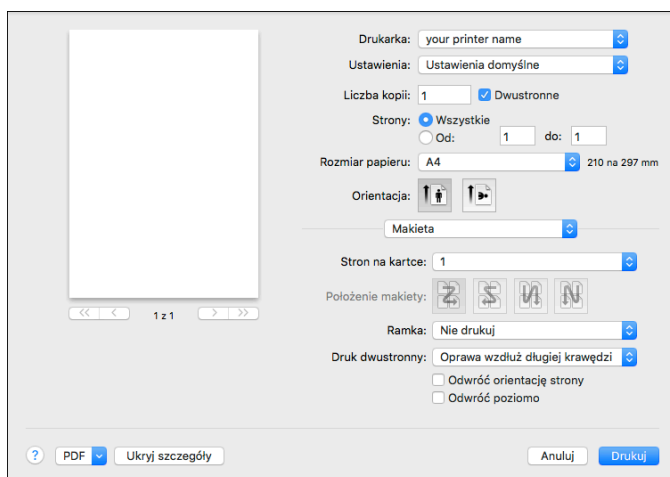 Drukarka: your printer name
Ustawienia: Ustawienia domyślne
Liczba kopii: 1 Dwustronne
Strony: Wszystkie
Od: 1 do: 1
Rozmiar papieru: A4 210 na 297 mm
Orientacja:
Makieta
Stron na kartce: 1
Położenie makiety:
Ramka: Nie drukuj
Druk dwustronny: Oprawa wzdłuż długiej krawędzi
Odwróć orientację strony
Odwróć poziomo
1 z 1
? PDF Ukryj szczegóły Anuluj Drukuj